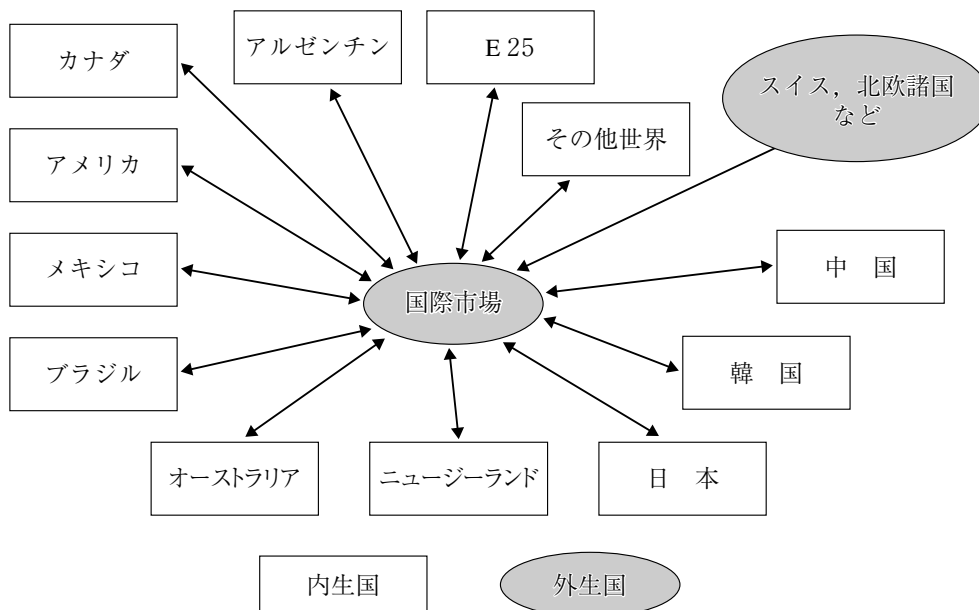 カナダ
アルゼンチン
E 25
スイス，北欧諸国
など
その他世界
アメリカ
メキシコ
国際市場
中　国
ブラジル
韓　国
オーストラリア
ニュージーランド
日　本
内生国
外生国